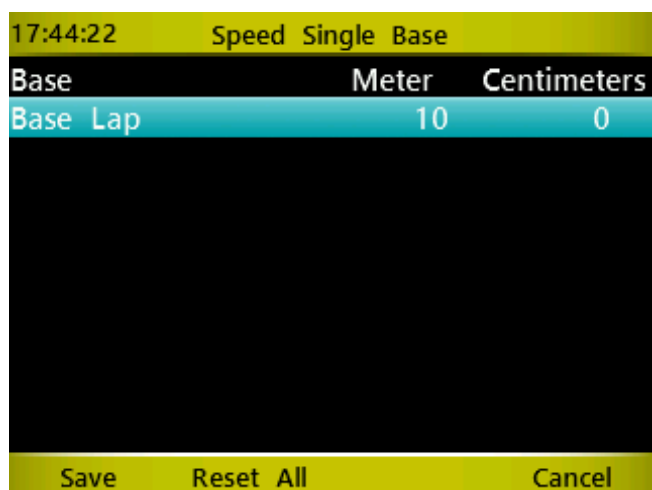 17:44:22 Speed Single Base
Base Meter Centimeters
Base Lap 10 0
Save Reset All Cancel